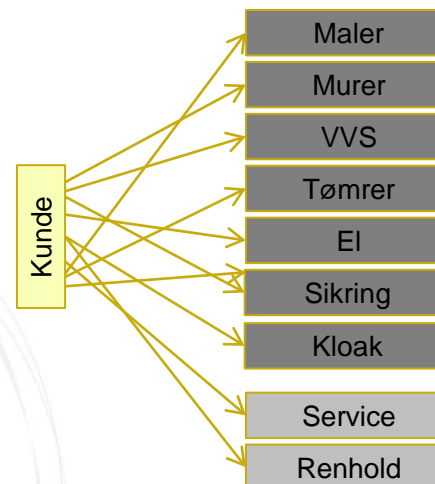 Maler
Murer
VVS
Tømrer
Kunde
El
Sikring
Kloak
Service
Renhold